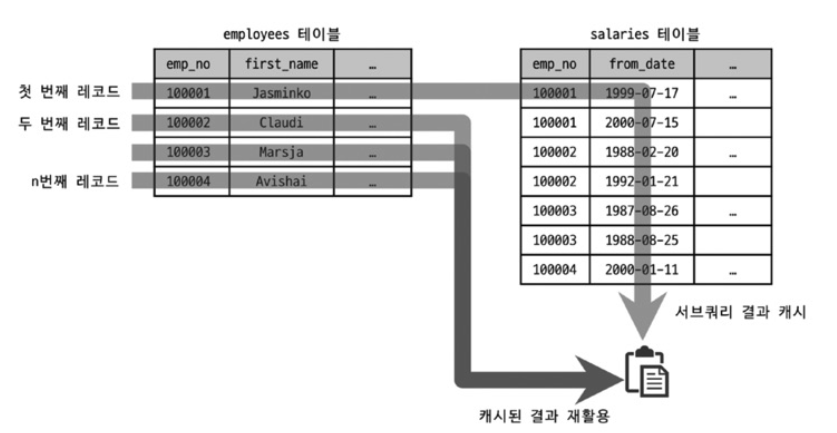 employees 테이블
emp_no first_name …
첫 번째 레코드 100001 Jasminko …
두 번째 레코드 100002 Claudi …
100003 Marsja …
n번째 레코드 100004 Avishai …
salaries 테이블
emp_no from_date …
100001 1999-07-17 …
100001 2000-07-15
100002 1988-02-20 …
100002 1992-01-21
100003 1987-08-26 …
100003 1988-08-25
100004 2000-01-11 …
서브쿼리 결과 캐시
캐시된 결과 재활용